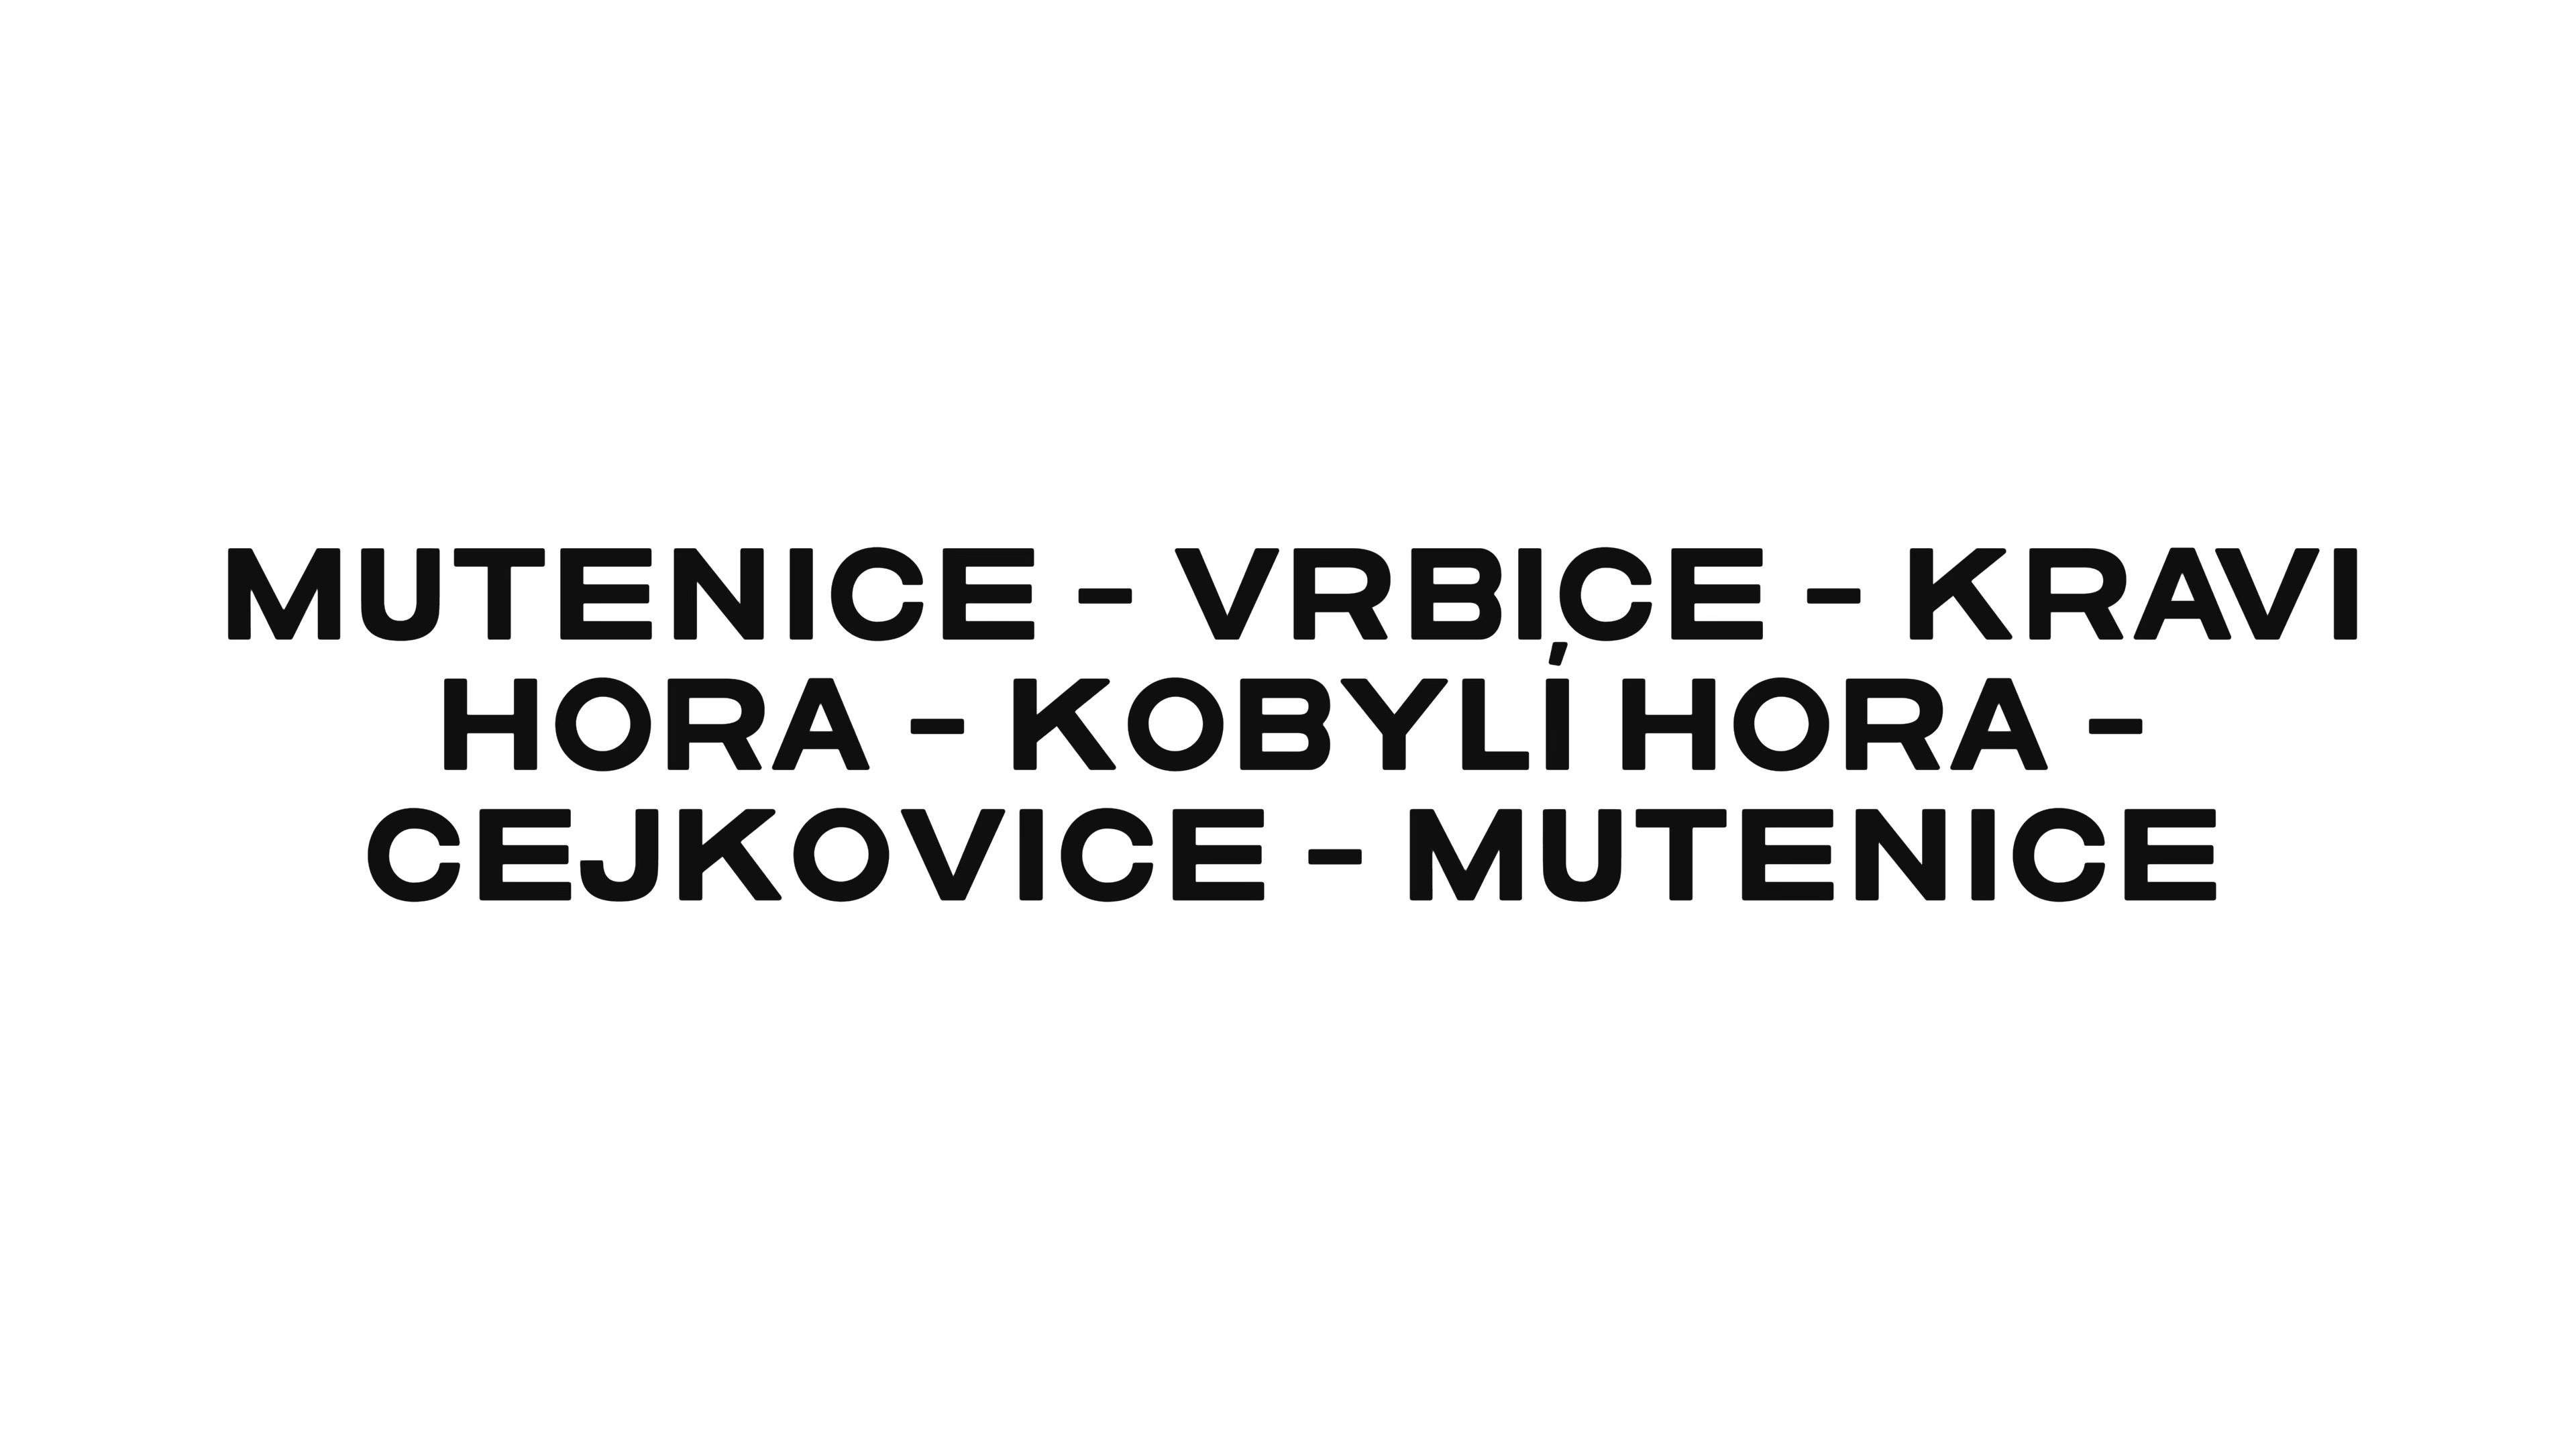 MUTENICE – VRBICE – KRAVI
HORA – KOBYLÍ HORA –
CEJKOVICE – MUTENICE